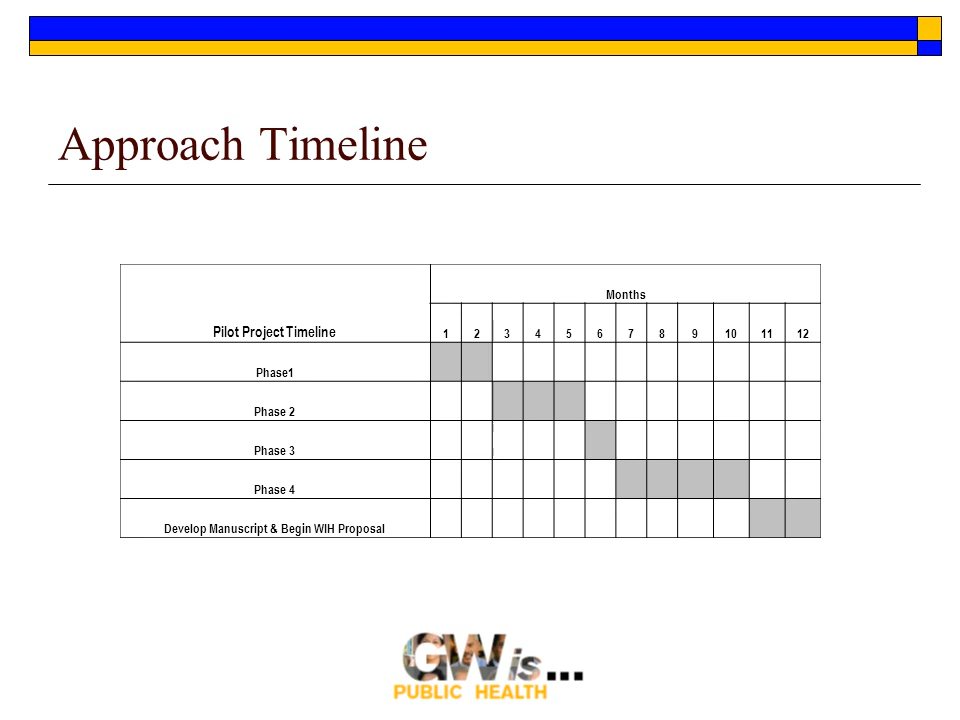 Approach Timeline
Months
Pilot Project Timeline 1 2 3 4 5 6 7 8 9 10 11 12
Phase1
Phase 2
Phase 3
Phase 4
Develop Manuscript & Begin WIH Proposal
GW is...
PUBLIC HEALTH